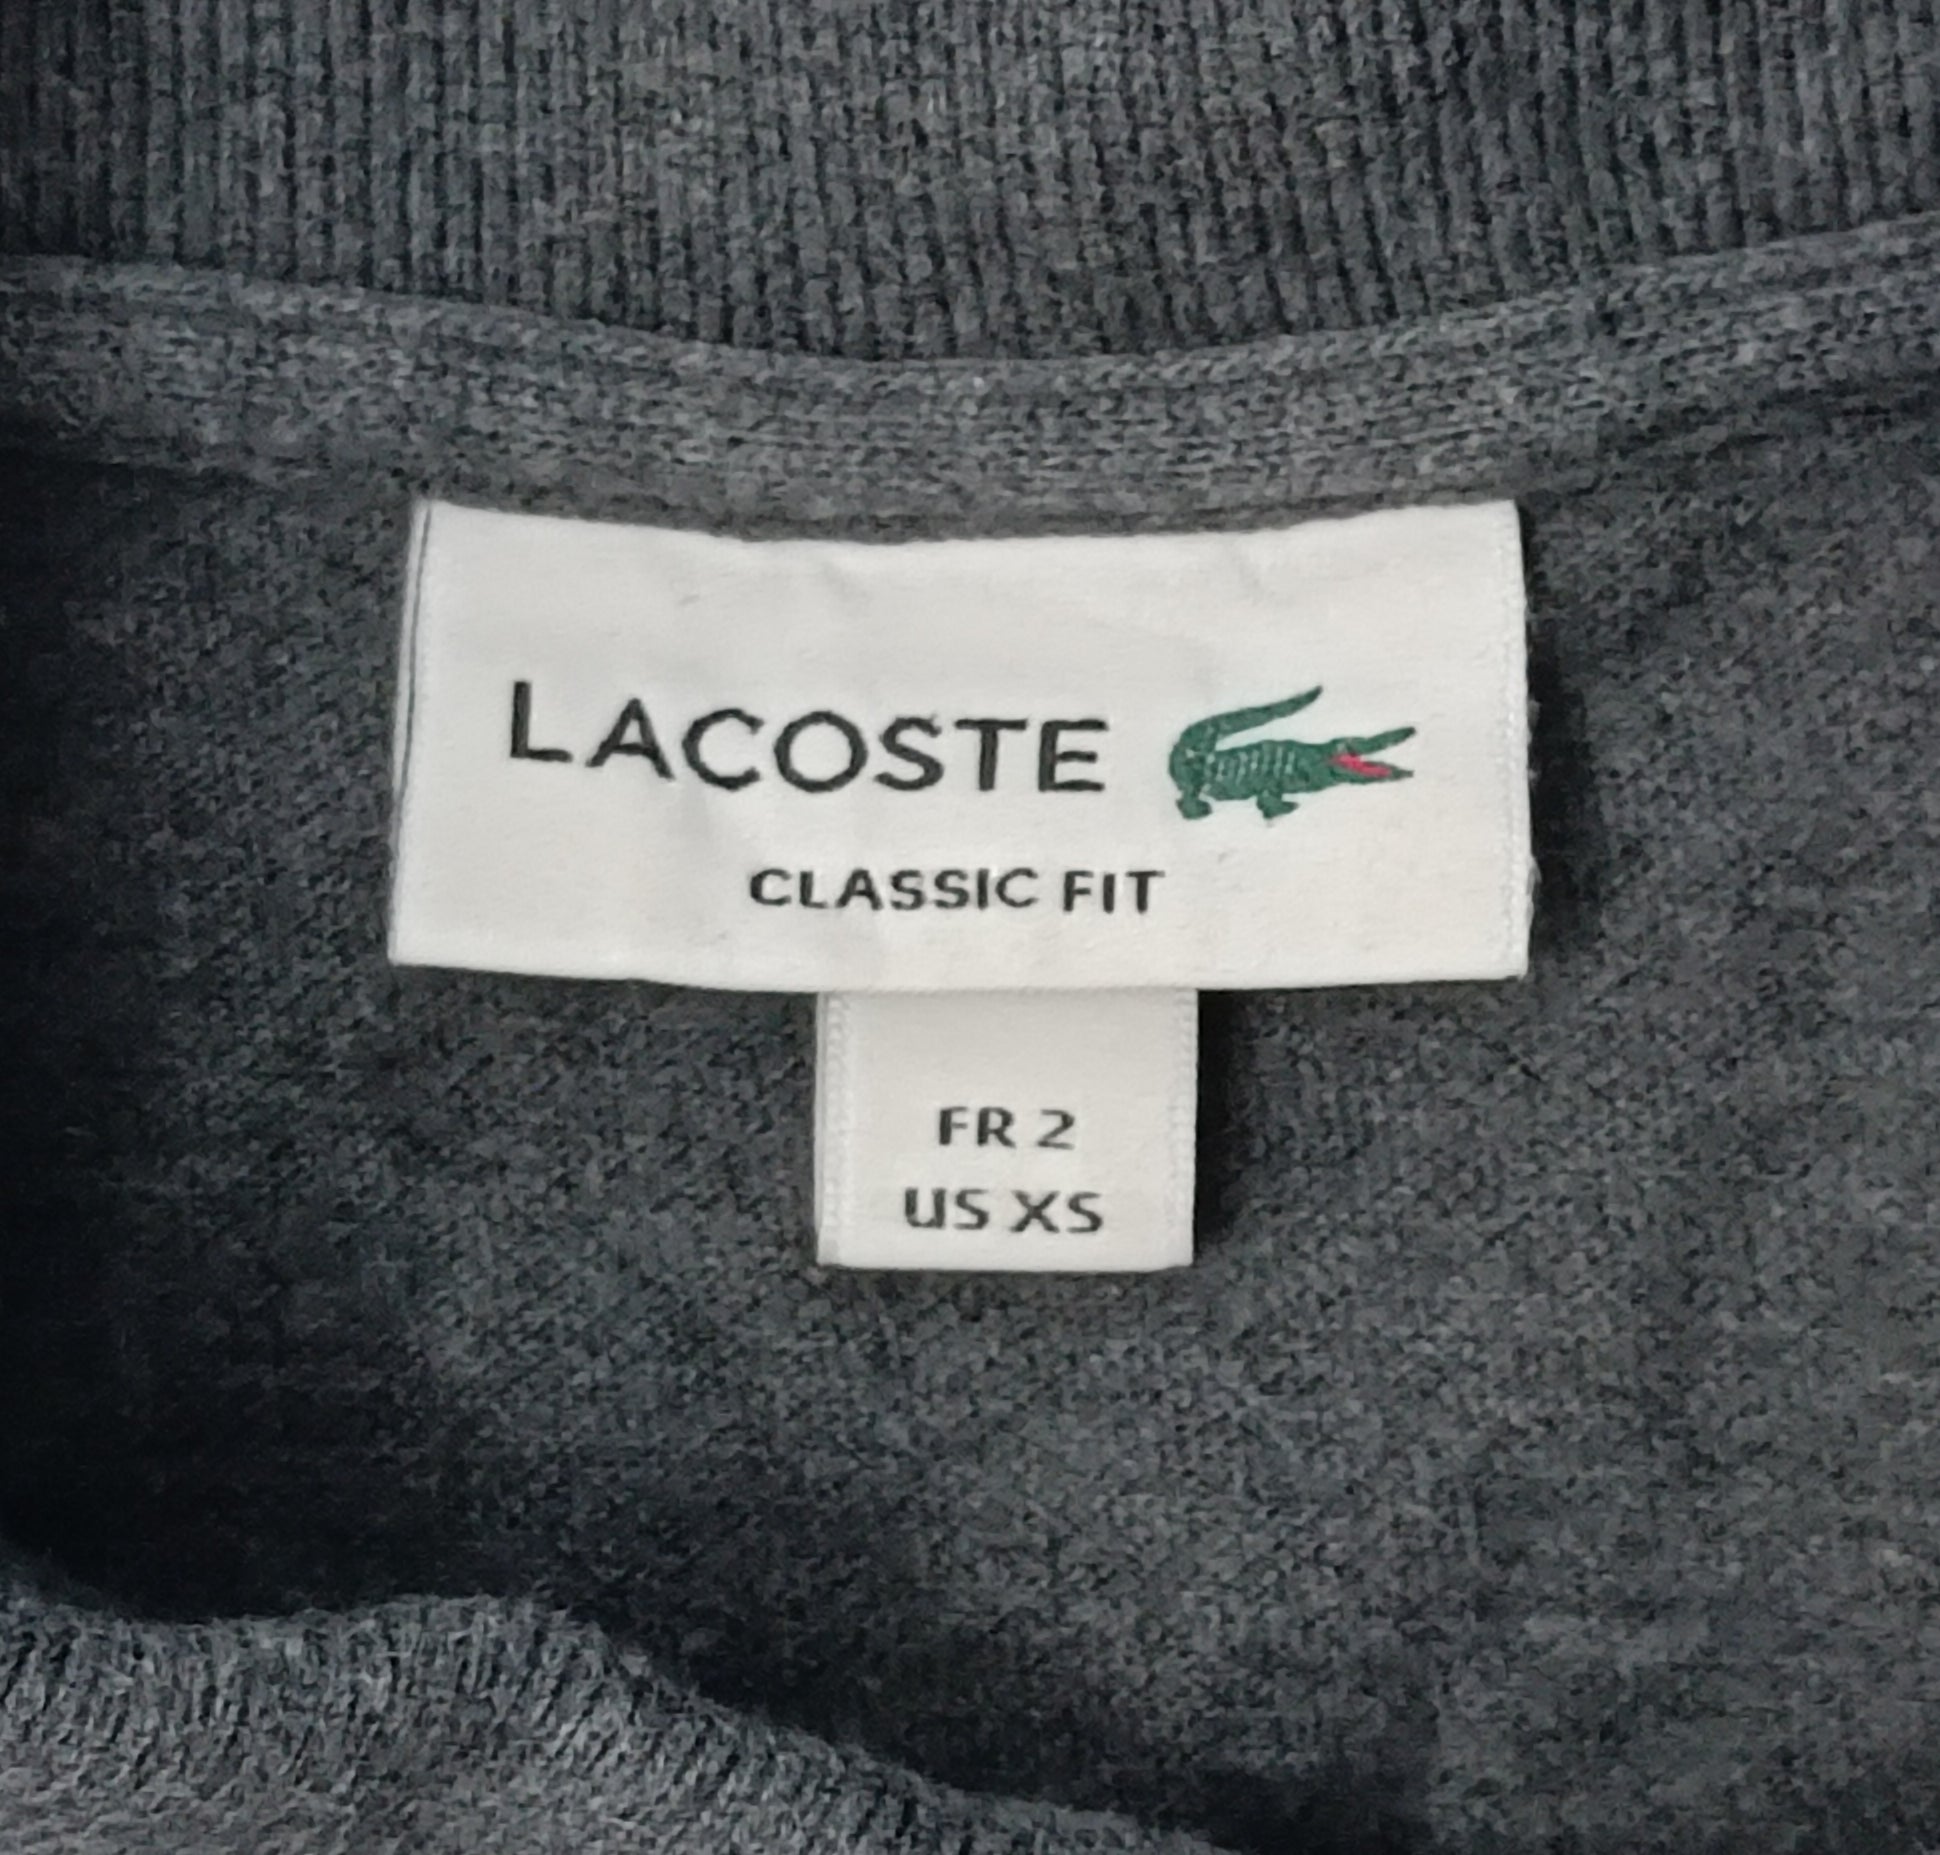 LACOSTE
CLASSIC FIT
FR 2
US XS